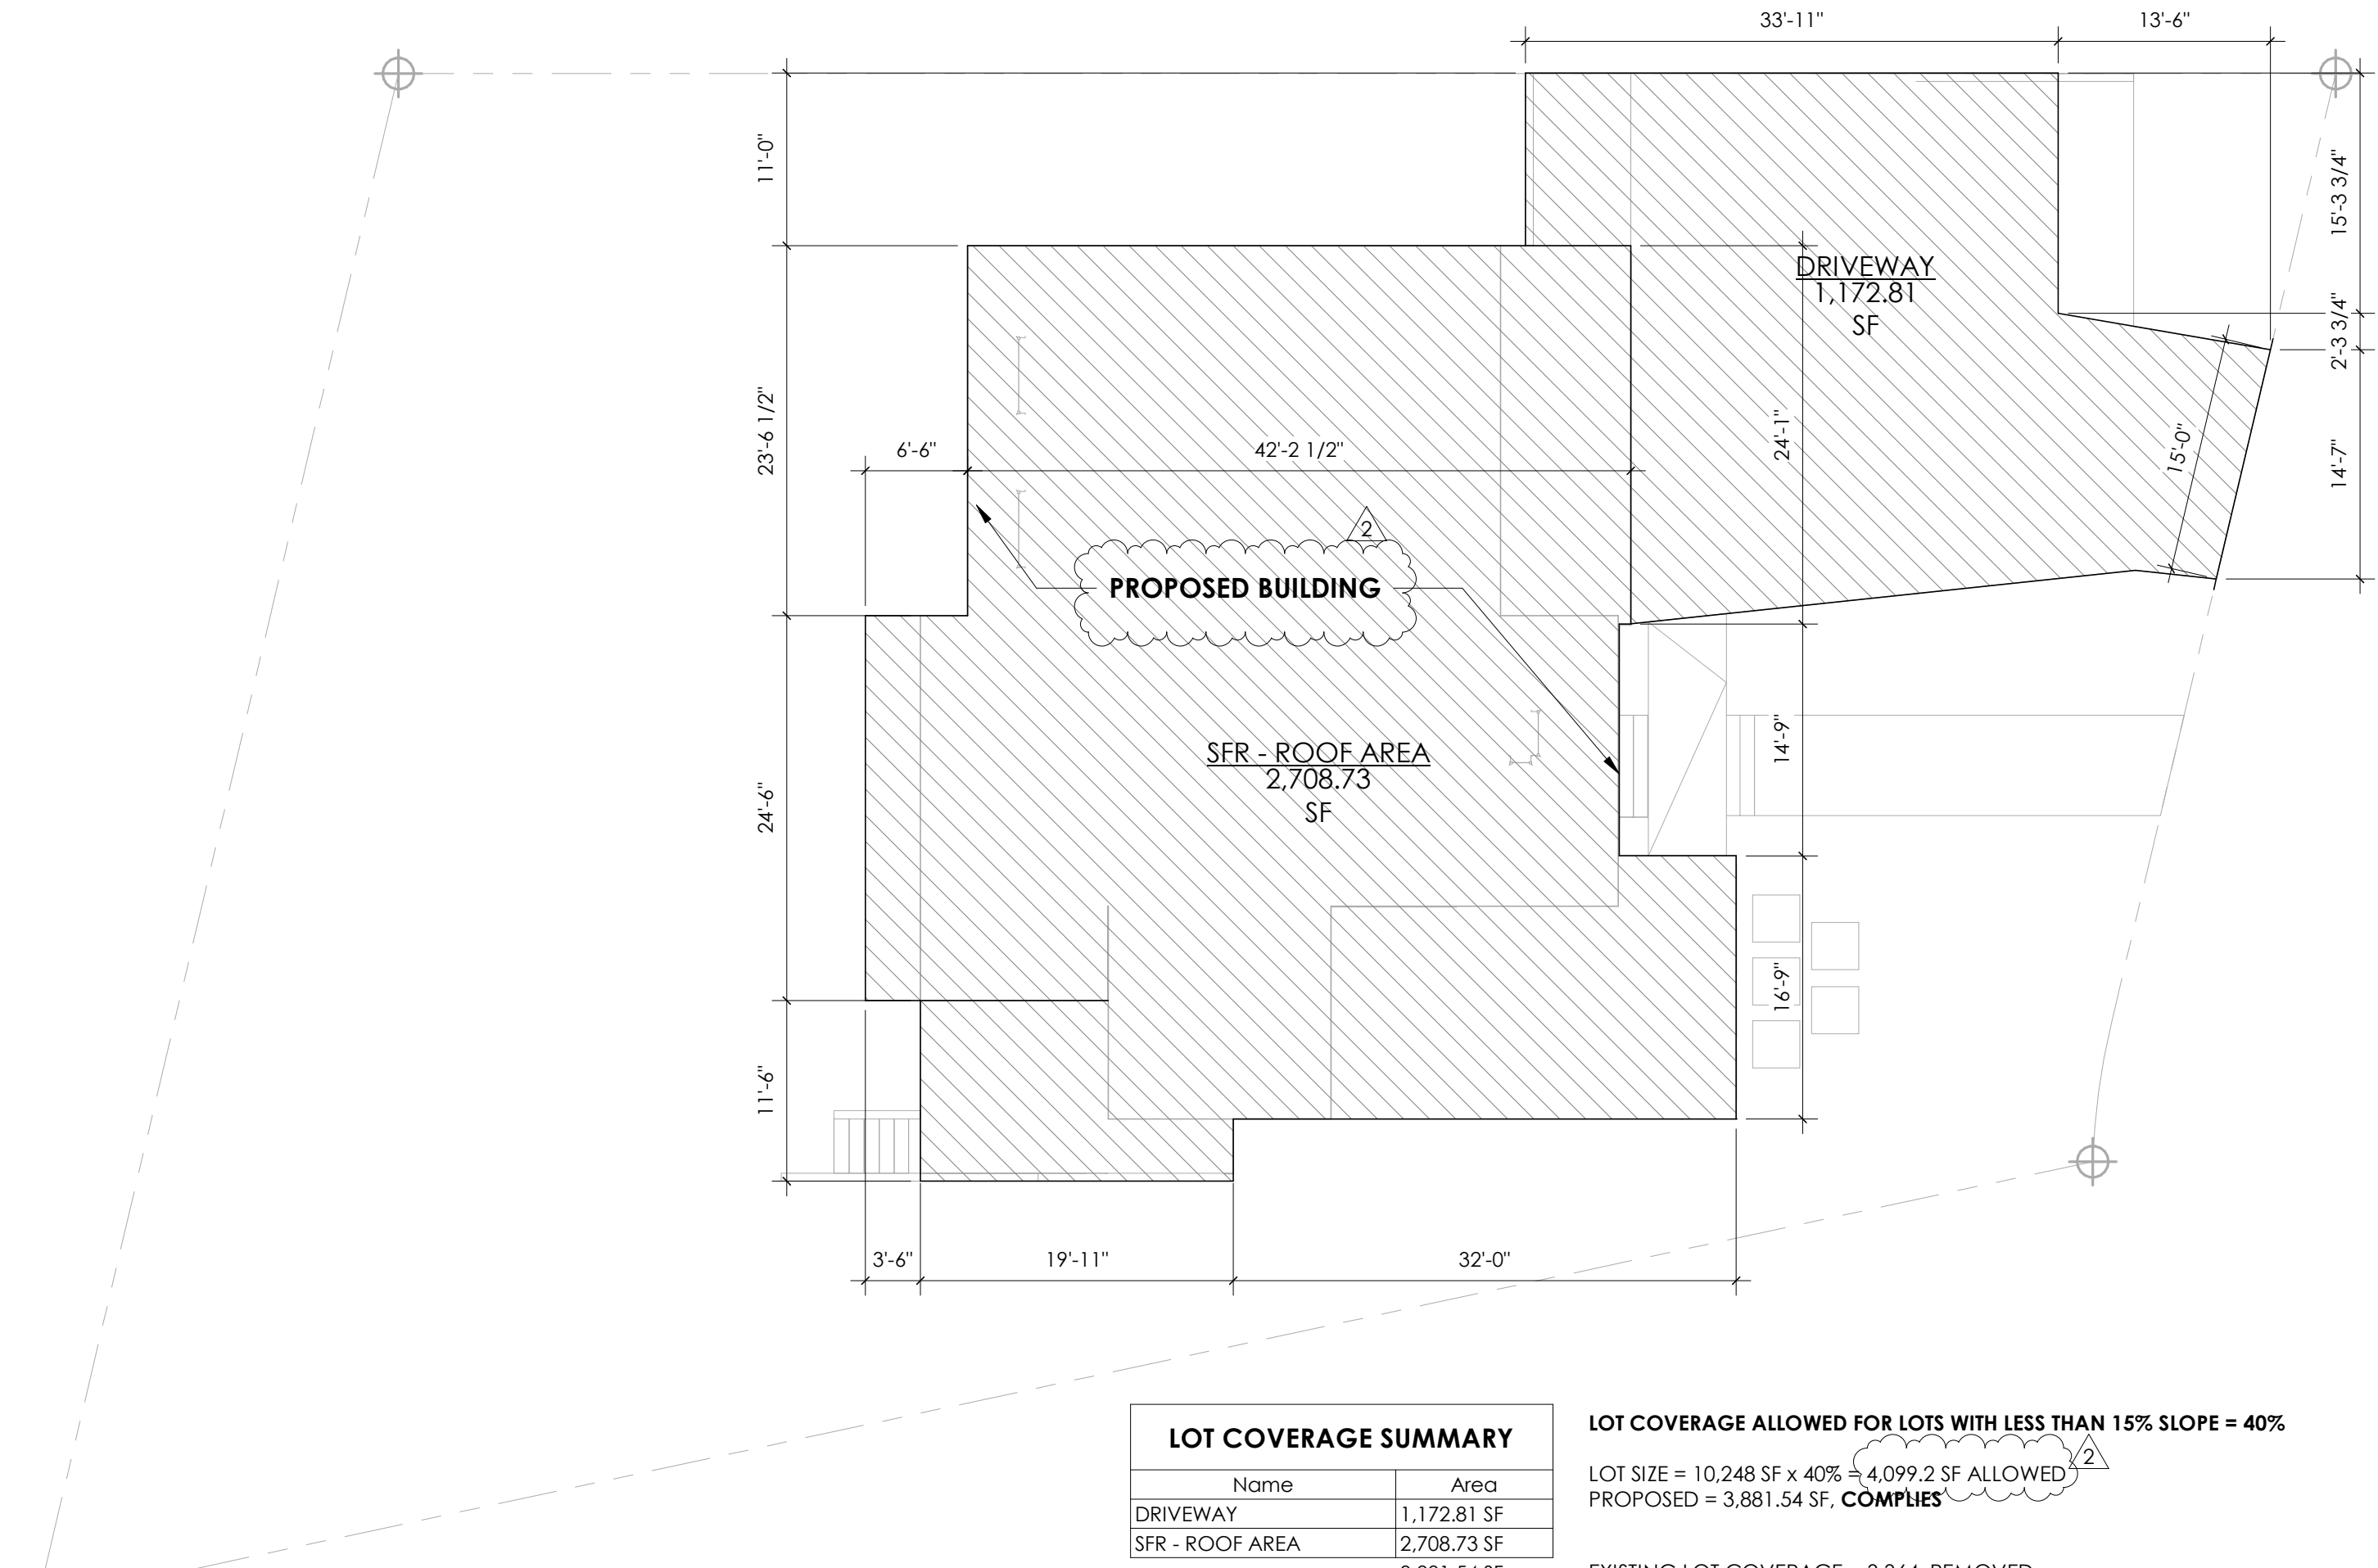 33'-11"
13'-6"
11'-0"
15'-3 3/4"
DRIVEWAY
1,172.81
SF
2'-3 3/4"
23'-6 1/2"
6'-6"
42'-2 1/2"
24'-1"
15'-0"
14'-7"
2
PROPOSED BUILDING
SFR - ROOF AREA
2,708.73
SF
14'-9"
24'-6"
16'-9"
11'-6"
3'-6"
19'-11"
32'-0"
LOT COVERAGE SUMMARY
Name Area
DRIVEWAY 1,172.81 SF
SFR - ROOF AREA 2,708.73 SF
LOT COVERAGE ALLOWED FOR LOTS WITH LESS THAN 15% SLOPE = 40%
2
LOT SIZE = 10,248 SF x 40% = 4,099.2 SF ALLOWED
PROPOSED = 3,881.54 SF, COMPLIES